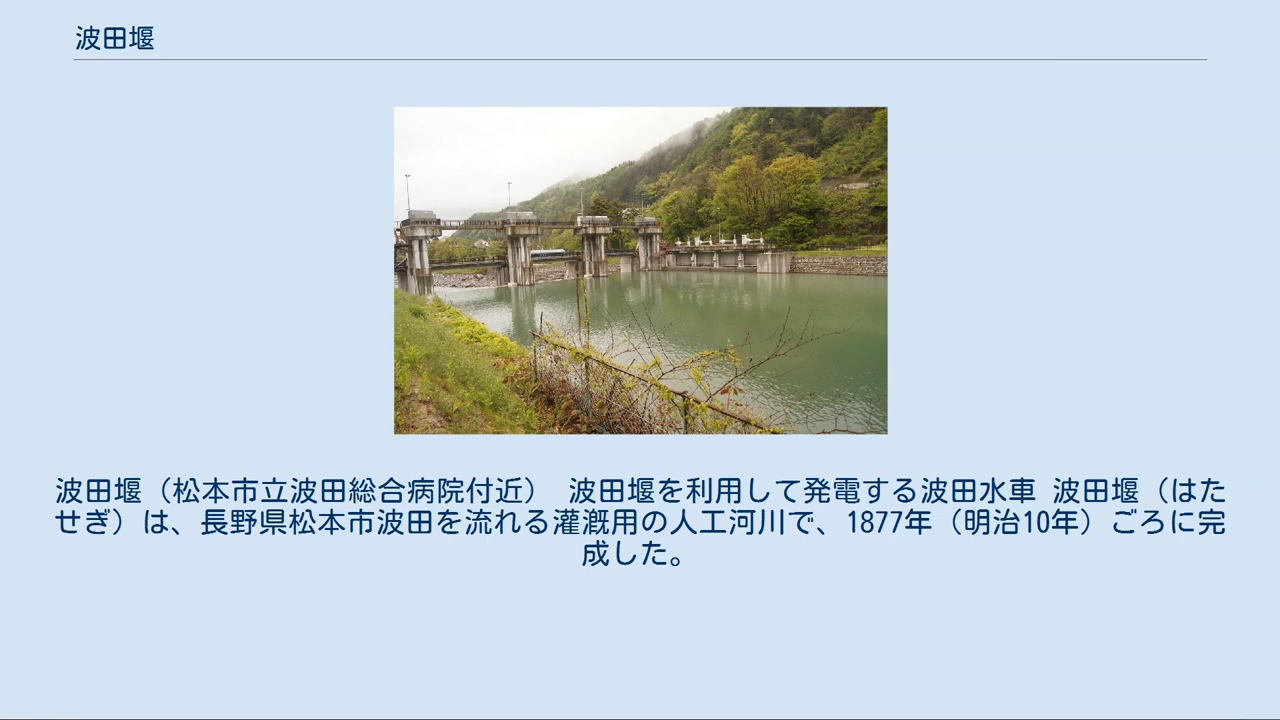 波田堰
波田堰（松本市立波田総合病院付近） 波田堰を利用して発電する波田水車 波田堰（はた
せぎ）は、長野県松本市波田を流れる灌漑用の人工河川で、1877年（明治10年）ごろに完
成した。